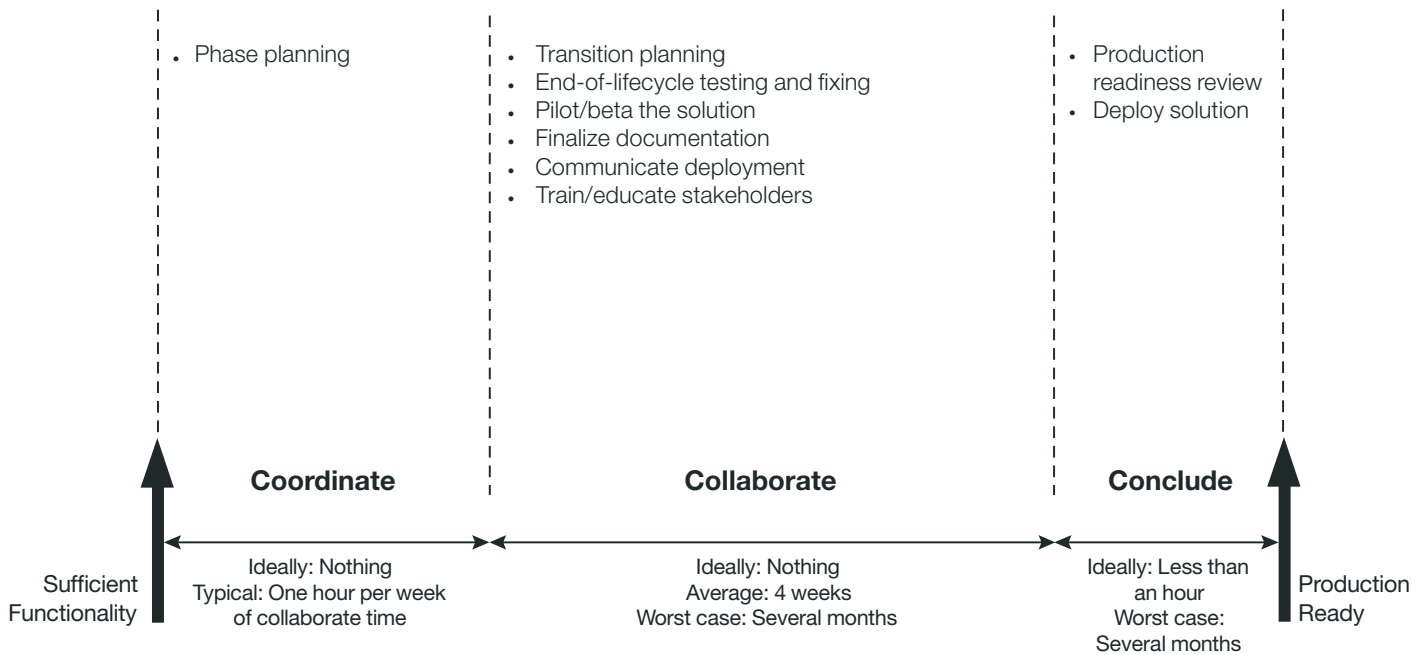 • Phase planning
• Transition planning
• End-of-lifecycle testing and fixing
• Pilot/beta the solution
• Finalize documentation
• Communicate deployment
• Train/educate stakeholders
• Production
readiness review
• Deploy solution
Coordinate
Collaborate
Conclude
Sufficient
Functionality
Ideally: Nothing
Typical: One hour per week
of collaborate time
Ideally: Nothing
Average: 4 weeks
Worst case: Several months
Ideally: Less than
an hour
Worst case:
Several months
Production
Ready